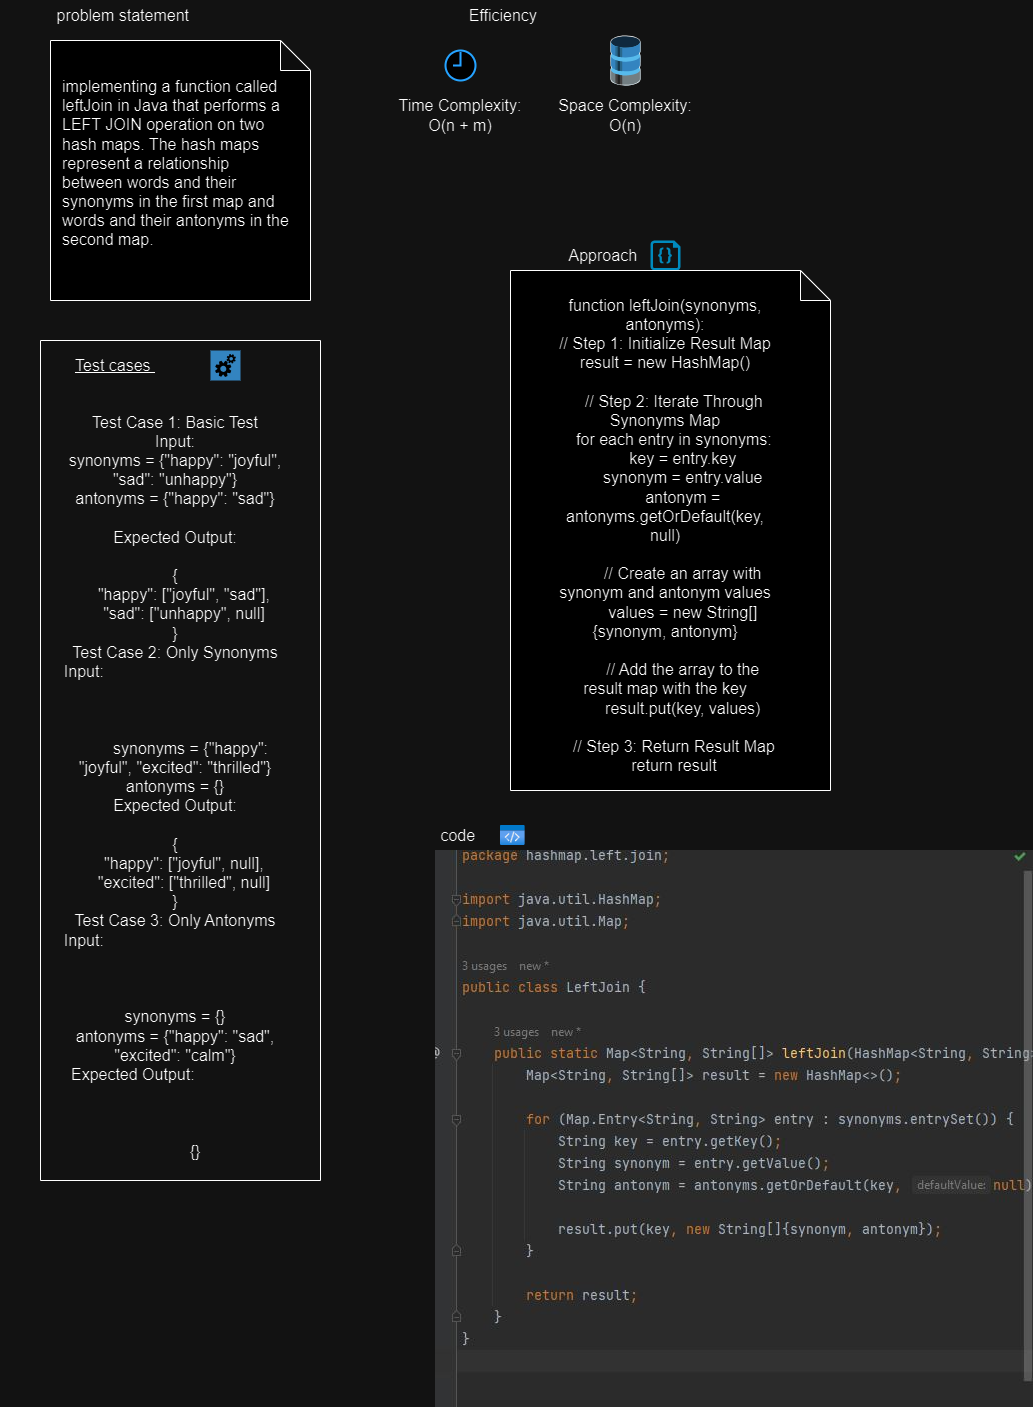 problem statement
implementing a function called
leftJoin in Java that performs a
LEFT JOIN operation on two
hash maps. The hash maps
represent a relationship
between words and their
synonyms in the first map and
words and their antonyms in the
second map.
Efficiency
Time Complexity:
O(n + m)
Space Complexity:
O(n)
Test cases
Test Case 1: Basic Test
Input:
synonyms = {"happy": "joyful",
"sad": "unhappy"}
antonyms = {"happy": "sad"}
Expected Output:
{
"happy": ["joyful", "sad"],
"sad": ["unhappy", null]
}
Test Case 2: Only Synonyms
Input:
synonyms = {"happy":
"joyful", "excited": "thrilled"}
antonyms = {}
Expected Output:
{
"happy": ["joyful", null],
"excited": ["thrilled", null]
}
Test Case 3: Only Antonyms
Input:
synonyms = {}
antonyms = {"happy": "sad",
"excited": "calm"}
Expected Output:
{}
Approach
{}
function leftJoin(synonyms,
antonyms):
// Step 1: Initialize Result Map
result = new HashMap()
// Step 2: Iterate Through
Synonyms Map
for each entry in synonyms:
key = entry.key
synonym = entry.value
antonym =
antonyms.getOrDefault(key,
null)
// Create an array with
synonym and antonym values
values = new String[]
{synonym, antonym}
// Add the array to the
result map with the key
result.put(key, values)
// Step 3: Return Result Map
return result
code
</>
package hashmap.left.join;
import java.util.HashMap;
import java.util.Map;
3 usages new *
public class LeftJoin {
3 usages new *
@
public static Map<String, String[]> leftJoin(HashMap<String, String>
Map<String, String[]> result = new HashMap<>();
for (Map.Entry<String, String> entry : synonyms.entrySet()) {
String key = entry.getKey();
String synonym = entry.getValue();
String antonym = antonyms.getOrDefault(key, defaultValue: null)
result.put(key, new String[]{synonym, antonym});
}
return result;
}
}